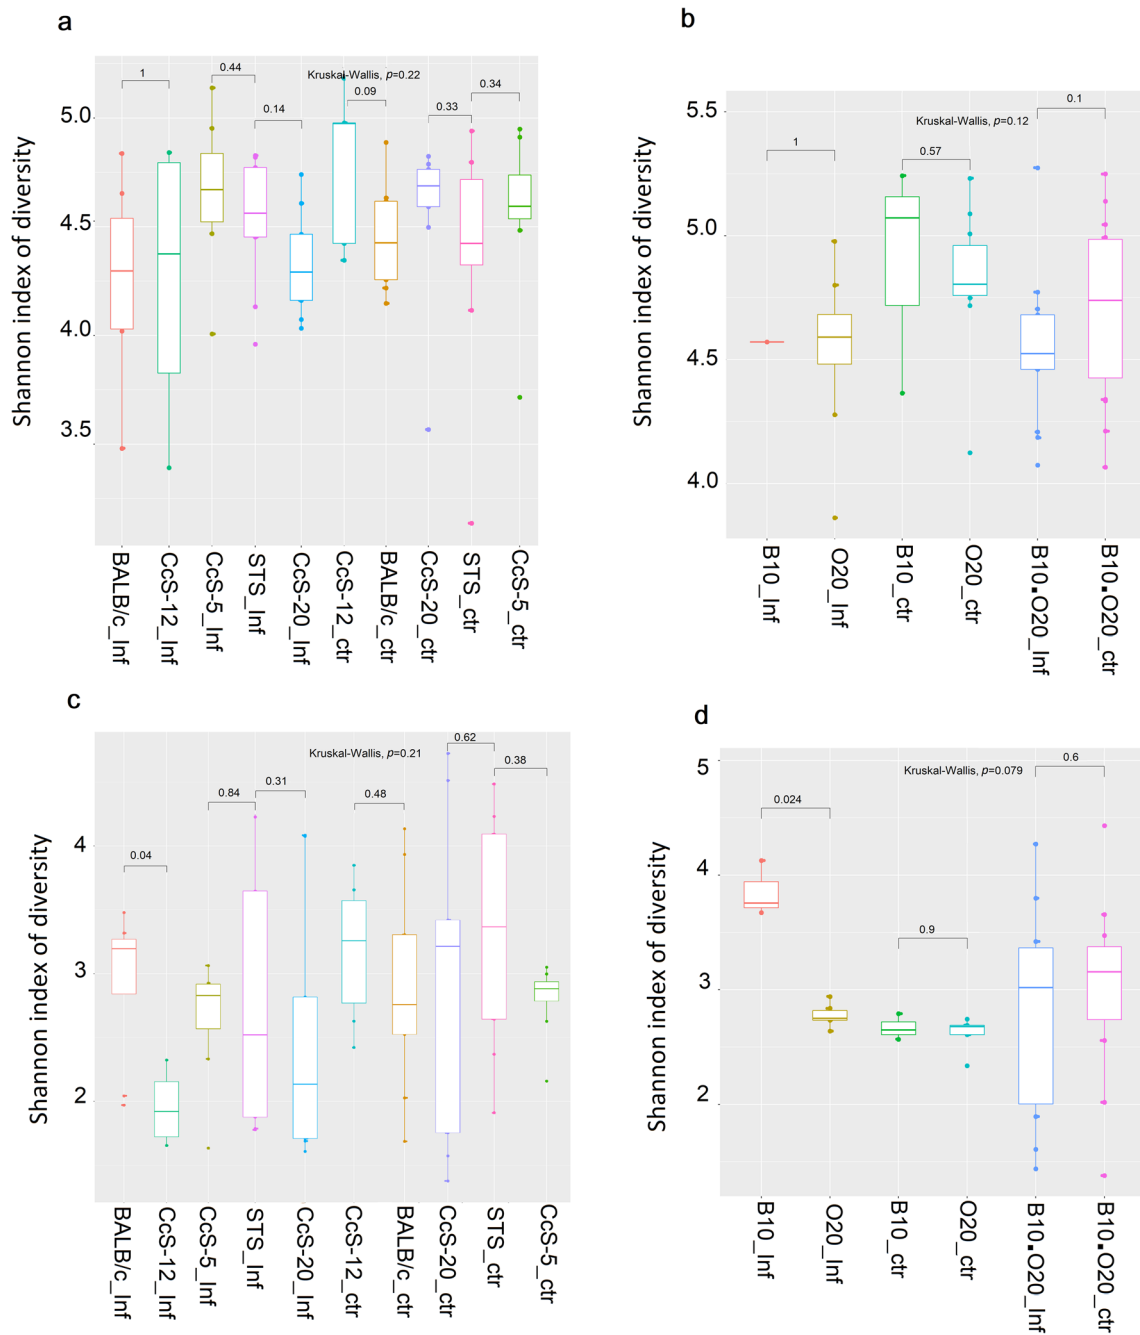 a
Kruskal-Wallis, p=0.22
1
0.44
0.14
0.09
0.33
0.34
Shannon index of diversity
5.0
4.5
4.0
3.5
BALB/c_Inf
CcS-12_Inf
CcS-5_Inf
STS_Inf
CcS-20_Inf
CcS-12_ctr
BALB/c_ctr
CcS-20_ctr
STS_ctr
CcS-5_ctr
b
Kruskal-Wallis, p=0.12
1
0.57
0.1
Shannon index of diversity
5.5
5.0
4.5
4.0
B10_Inf
O20_Inf
B10_ctr
O20_ctr
B10.O20_Inf
B10.O20_ctr
c
Kruskal-Wallis, p=0.21
0.04
0.84
0.31
0.48
0.62
0.38
Shannon index of diversity
4
3
2
BALB/c_Inf
CcS-12_Inf
CcS-5_Inf
STS_Inf
CcS-20_Inf
CcS-12_ctr
BALB/c_ctr
CcS-20_ctr
STS_ctr
CcS-5_ctr
d
Kruskal-Wallis, p=0.079
0.024
0.9
0.6
Shannon index of diversity
5
4
3
2
B10_Inf
O20_Inf
B10_ctr
O20_ctr
B10.O20_Inf
B10.O20_ctr